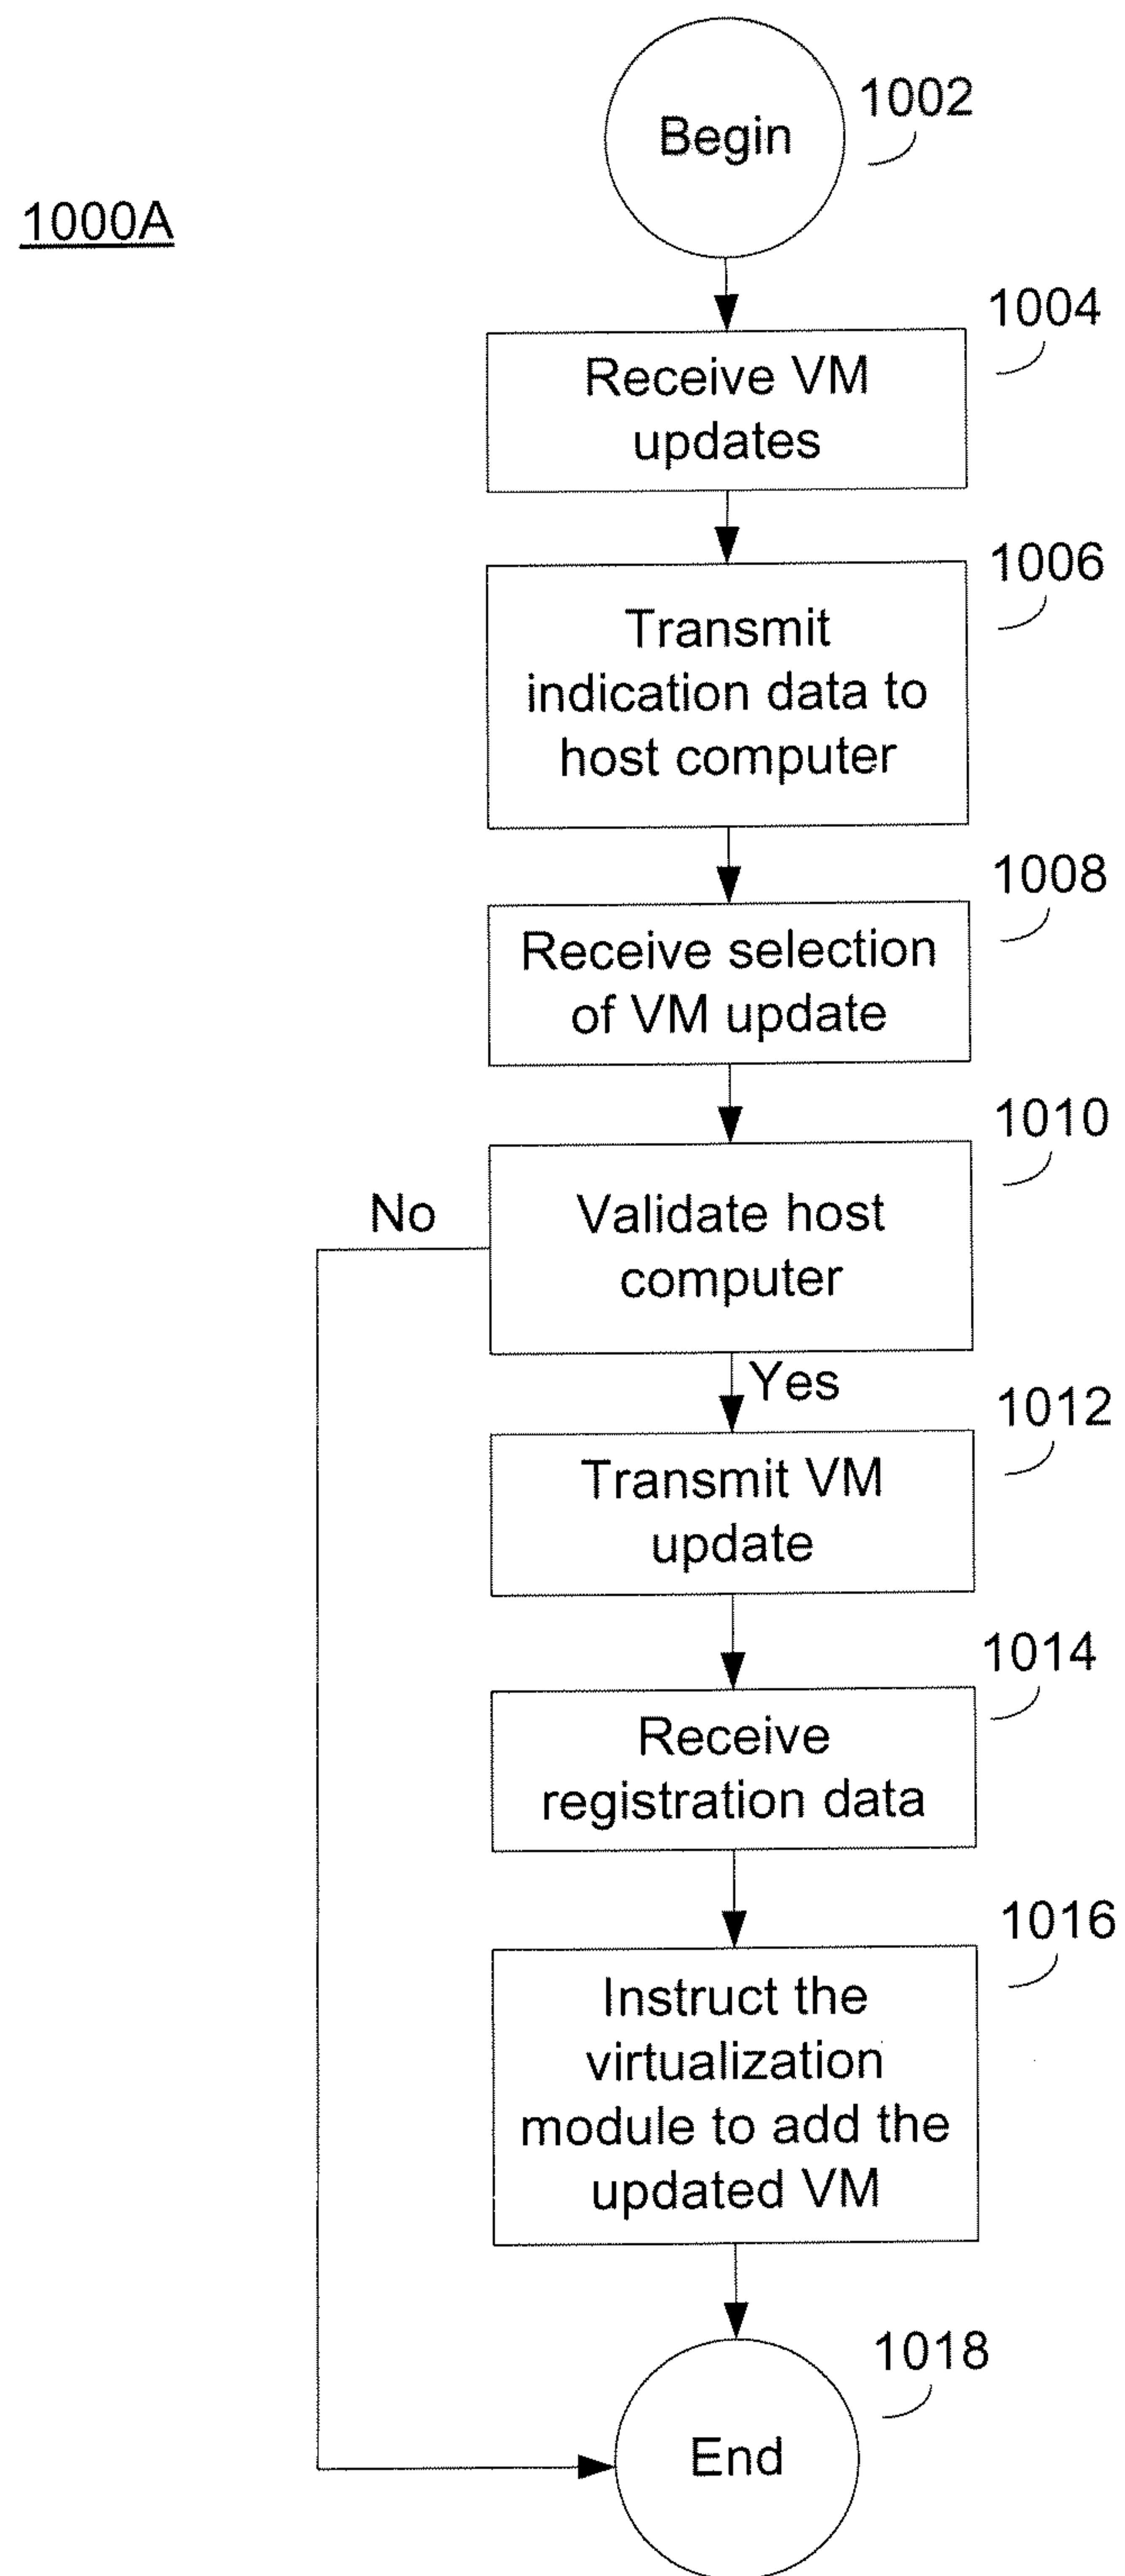 1002
Begin
1000A
1004
Receive VM
updates
1006
Transmit
indication data to
host computer
1008
Receive selection
of VM update
1010
No
Validate host
computer
Yes
1012
Transmit VM
update
1014
Receive
registration data
1016
Instruct the
virtualization
module to add the
updated VM
1018
End